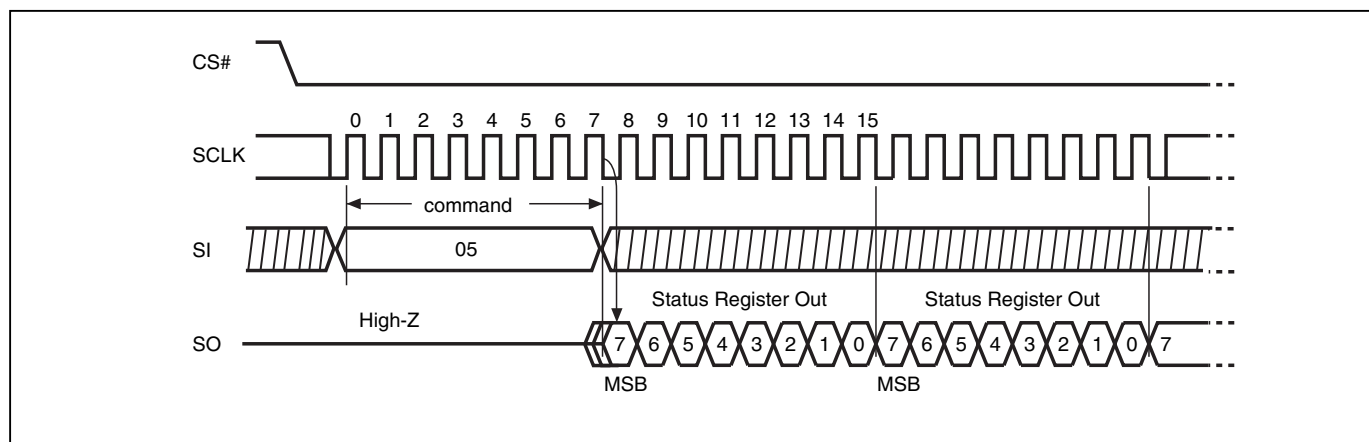 CS#
0 1 2 3 4 5 6 7 8 9 10 11 12 13 14 15
SCLK
command
SI
05
Status Register Out Status Register Out
High-Z
SO
7 6 5 4 3 2 1 0 7 6 5 4 3 2 1 0 7
MSB MSB